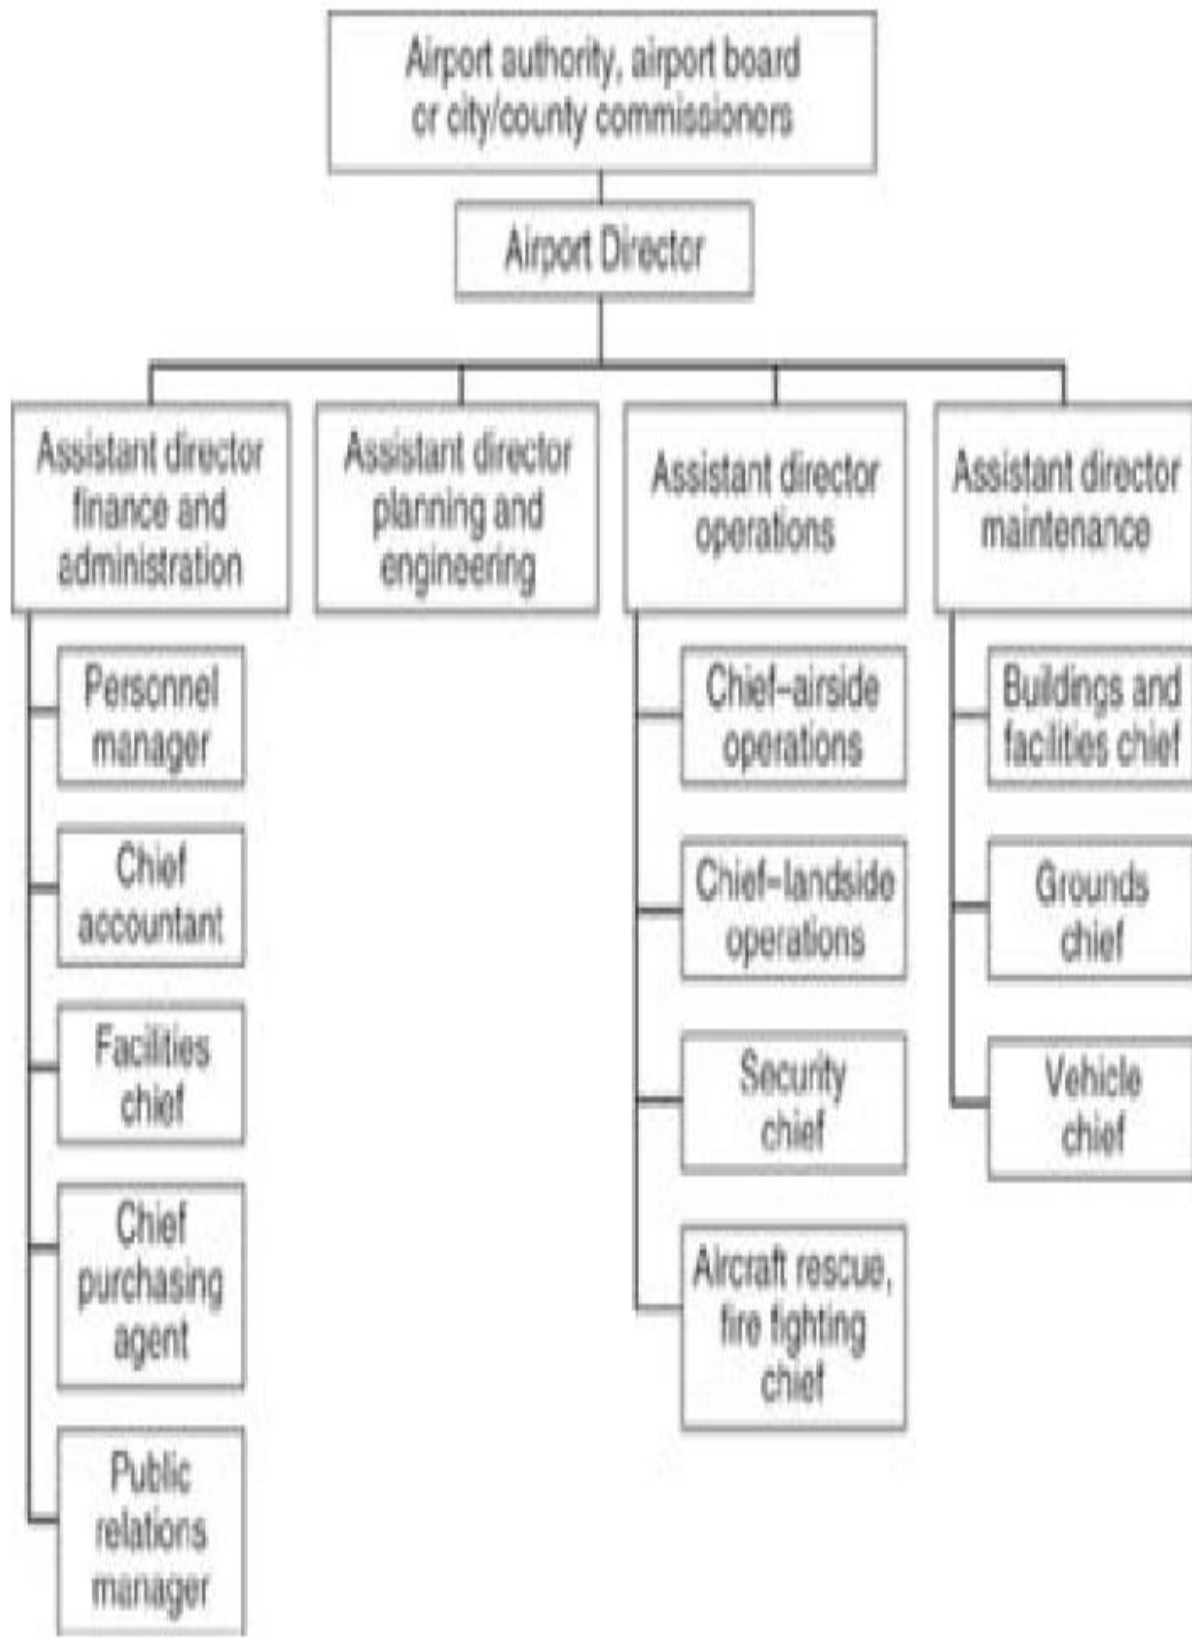 Airport authority, airport board
or city/county commissioners
Airport Director
Assistant director
finance and
administration
Assistant director
planning and
engineering
Assistant director
operations
Assistant director
maintenance
Personnel
manager
Chief
accountant
Facilities
chief
Chief
purchasing
agent
Public
relations
manager
Chief–airside
operations
Chief–landside
operations
Security
chief
Aircraft rescue,
fire fighting
chief
Buildings and
facilities chief
Grounds
chief
Vehicle
chief